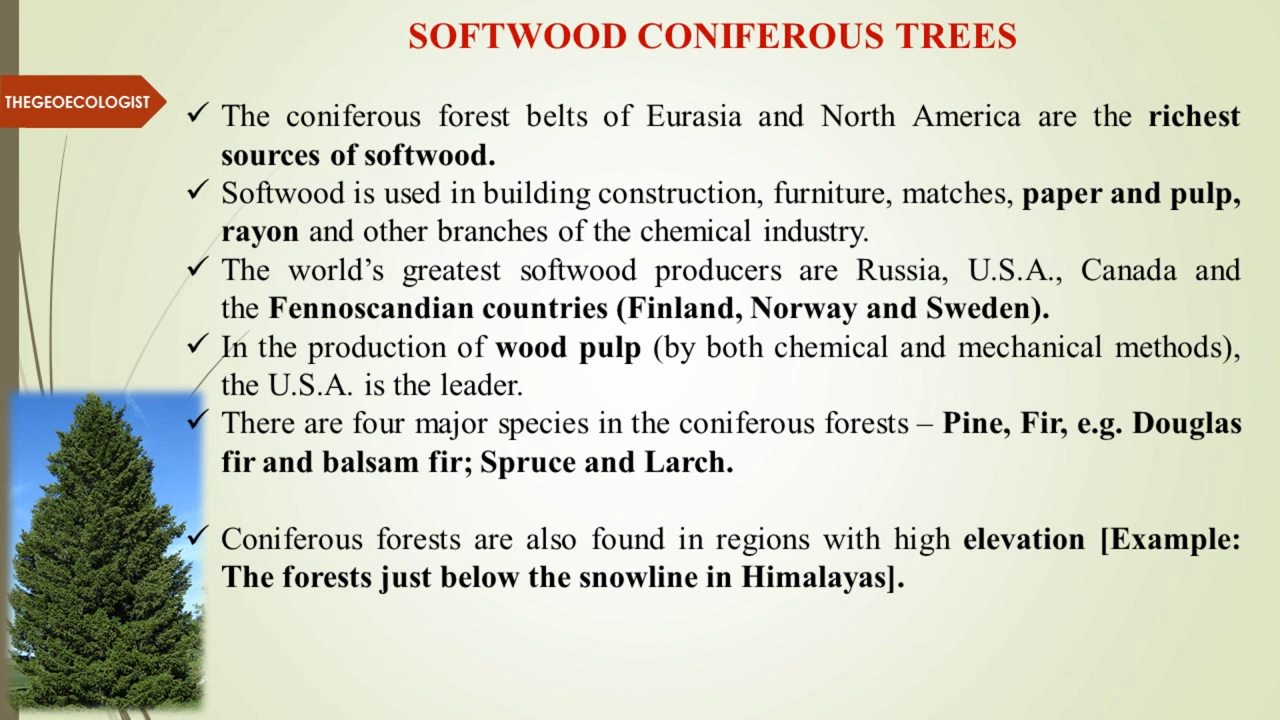 SOFTWOOD CONIFEROUS TREES
THEGEOECOLOGIST
✓ The coniferous forest belts of Eurasia and North America are the richest
sources of softwood.
✓ Softwood is used in building construction, furniture, matches, paper and pulp,
rayon and other branches of the chemical industry.
✓ The world’s greatest softwood producers are Russia, U.S.A., Canada and
the Fennoscandian countries (Finland, Norway and Sweden).
✓ In the production of wood pulp (by both chemical and mechanical methods),
the U.S.A. is the leader.
✓ There are four major species in the coniferous forests – Pine, Fir, e.g. Douglas
fir and balsam fir; Spruce and Larch.
✓ Coniferous forests are also found in regions with high elevation [Example:
The forests just below the snowline in Himalayas].